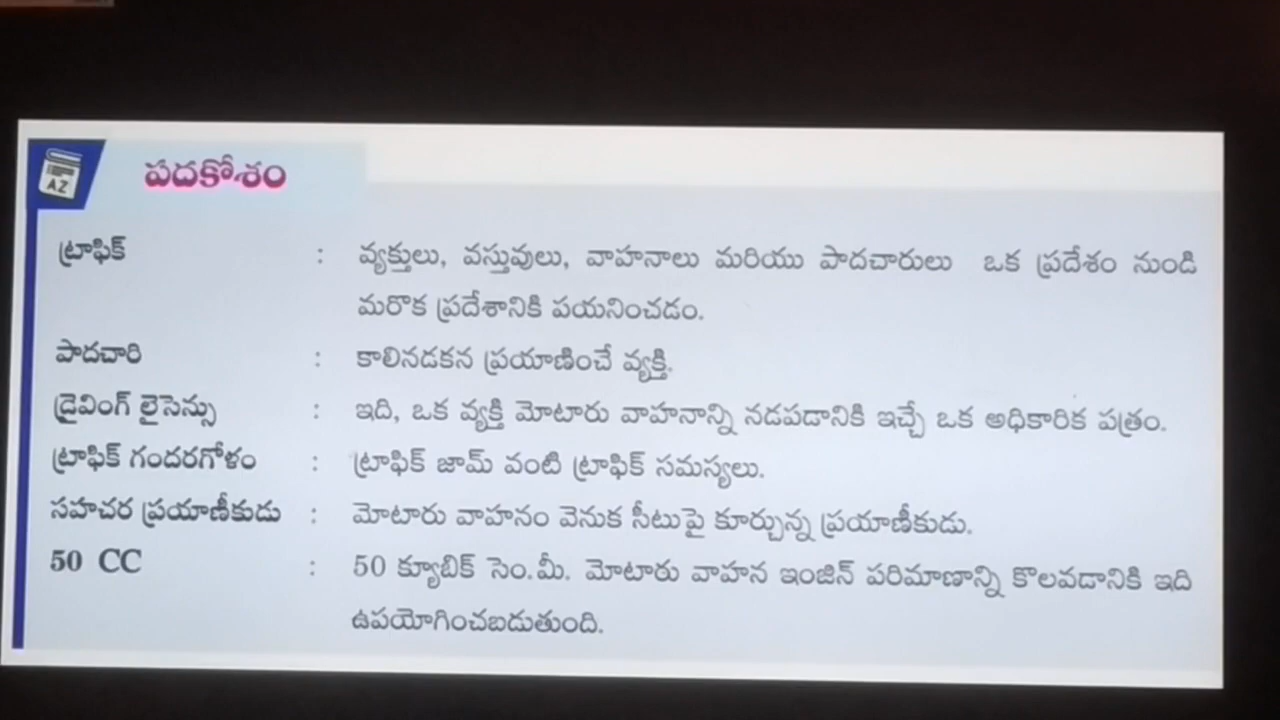 AZ
పదకోశం
ట్రాఫిక్ : వ్యక్తులు, వస్తువులు, వాహనాలు మరియు పాదచారులు ఒక ప్రదేశం నుండి
మరొక ప్రదేశానికి పయనించడం.
పాదచారి : కాలినడకన ప్రయాణించే వ్యక్తి.
డ్రైవింగ్ లైసెన్సు : ఇది, ఒక వ్యక్తి మోటారు వాహనాన్ని నడపడానికి ఇచ్చే ఒక అధికారిక పత్రం.
ట్రాఫిక్ గందరగోళం : ట్రాఫిక్ జామ్ వంటి ట్రాఫిక్ సమస్యలు.
సహచర ప్రయాణీకుడు : మోటారు వాహనం వెనుక సీటుపై కూర్చున్న ప్రయాణీకుడు.
50 CC : 50 క్యూబిక్ సెం.మీ. మోటారు వాహన ఇంజిన్ పరిమాణాన్ని కొలవడానికి ఇది
ఉపయోగించబడుతుంది.